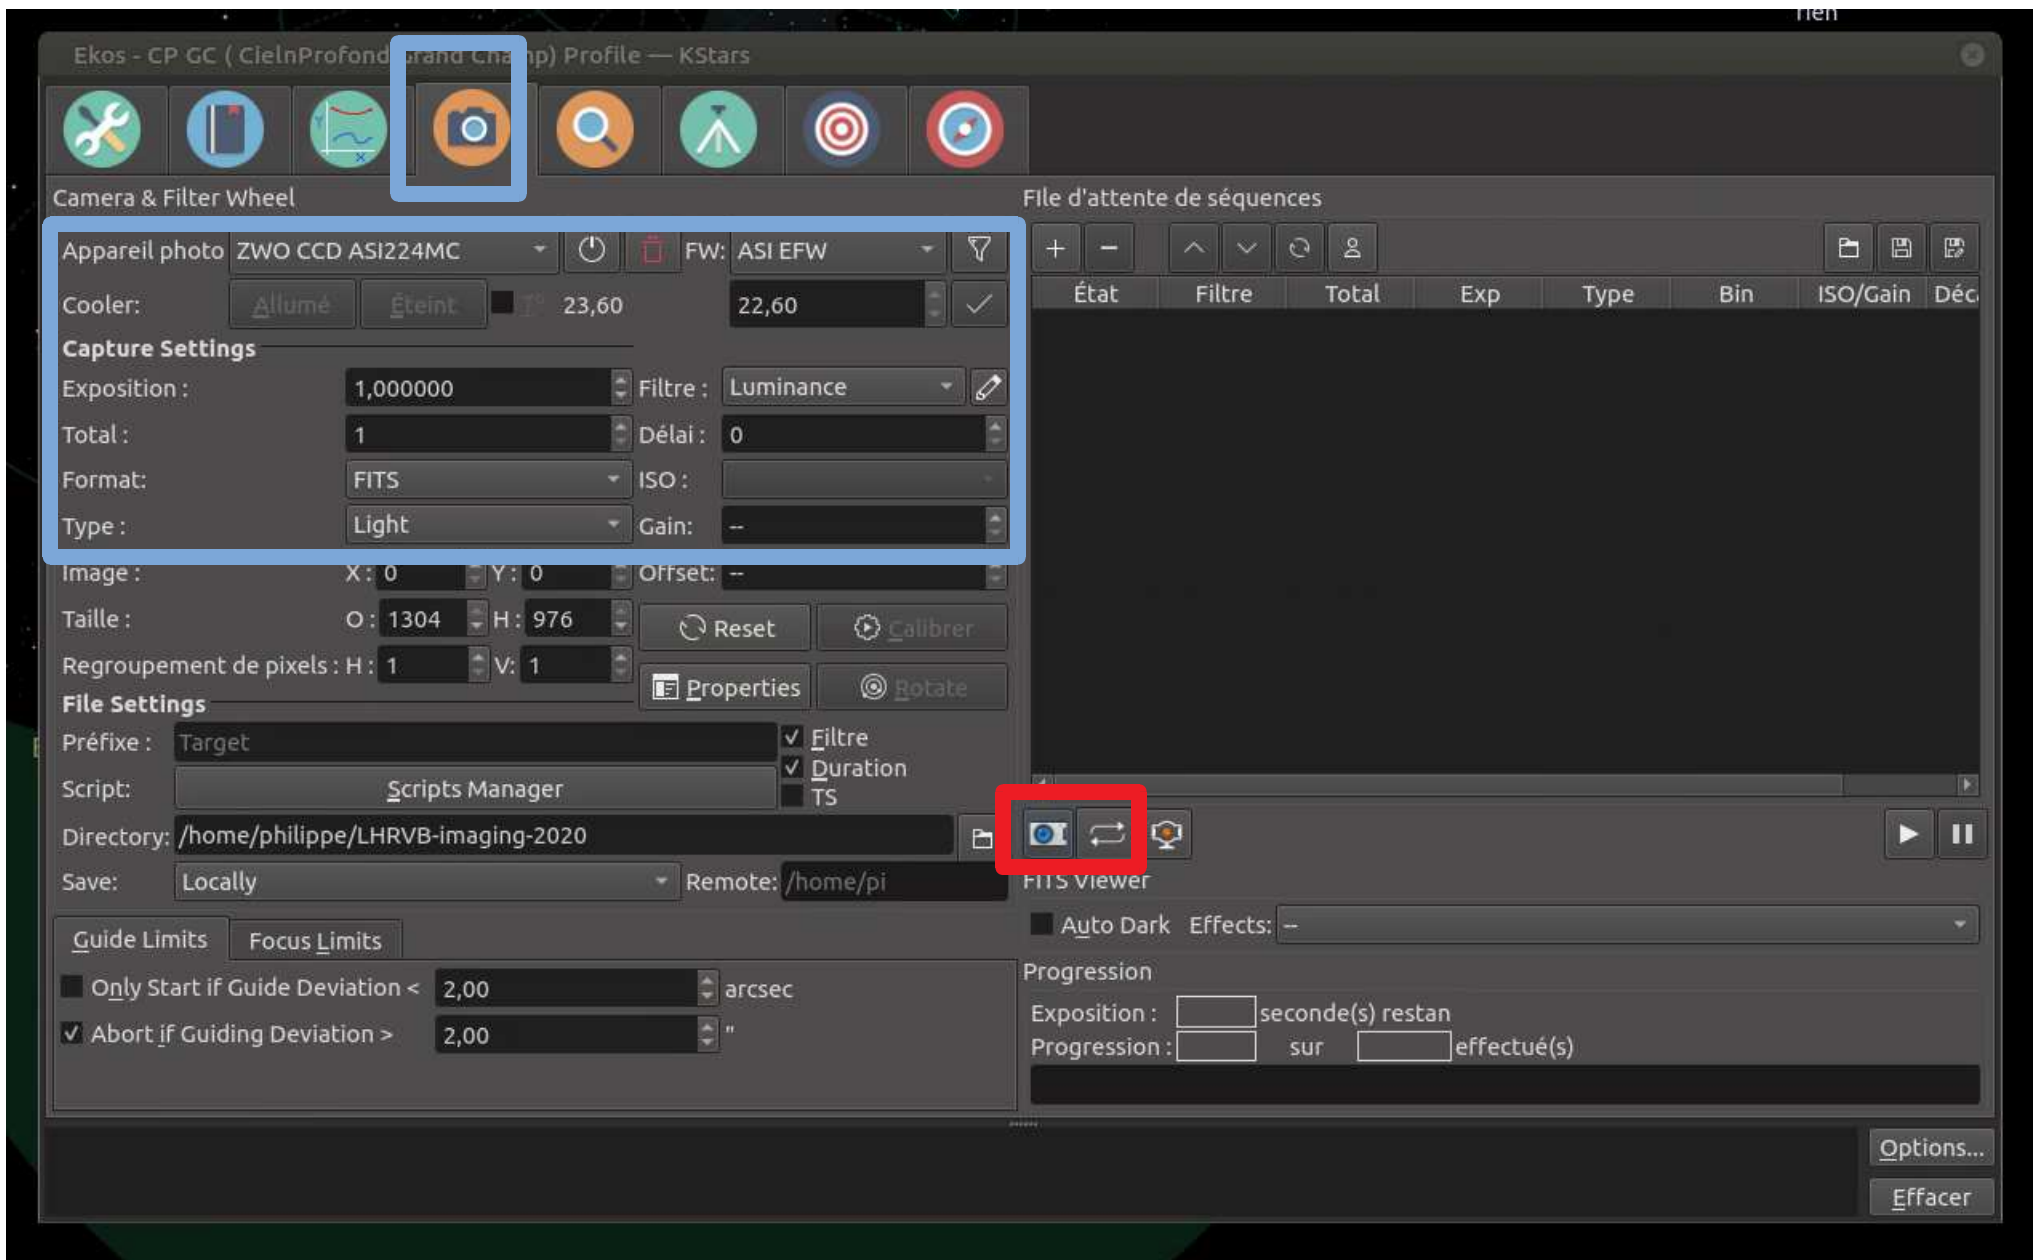 rien
Ekos - CP GC ( CielnProfond Grand Champ) Profile — KStars
Camera & Filter Wheel
FIle d'attente de séquences
Appareil photo ZWO CCD ASI224MC FW: ASI EFW
Cooler: Allumé Éteint T° 23,60 22,60
État Filtre Total Exp Type Bin ISO/Gain Déca
Capture Settings
Exposition : 1,000000 Filtre : Luminance
Total : 1 Délai : 0
Format: FITS ISO :
Type : Light Gain: --
Image : X: 0 Y: 0 Offset: --
Taille : O: 1304 H: 976 Reset Calibrer
Regroupement de pixels : H : 1 V: 1
Properties Rotate
File Settings
Préfixe : Target Filtre
Duration
Script: Scripts Manager TS
Directory: /home/philippe/LHRVB-imaging-2020
Save: Locally Remote: /home/pi
FITS Viewer
Auto Dark Effects: --
Guide Limits Focus Limits
Only Start if Guide Deviation < 2,00 arcsec
Abort if Guiding Deviation > 2,00 "
Progression
Exposition : seconde(s) restan
Progression : sur effectué(s)
Options...
Effacer